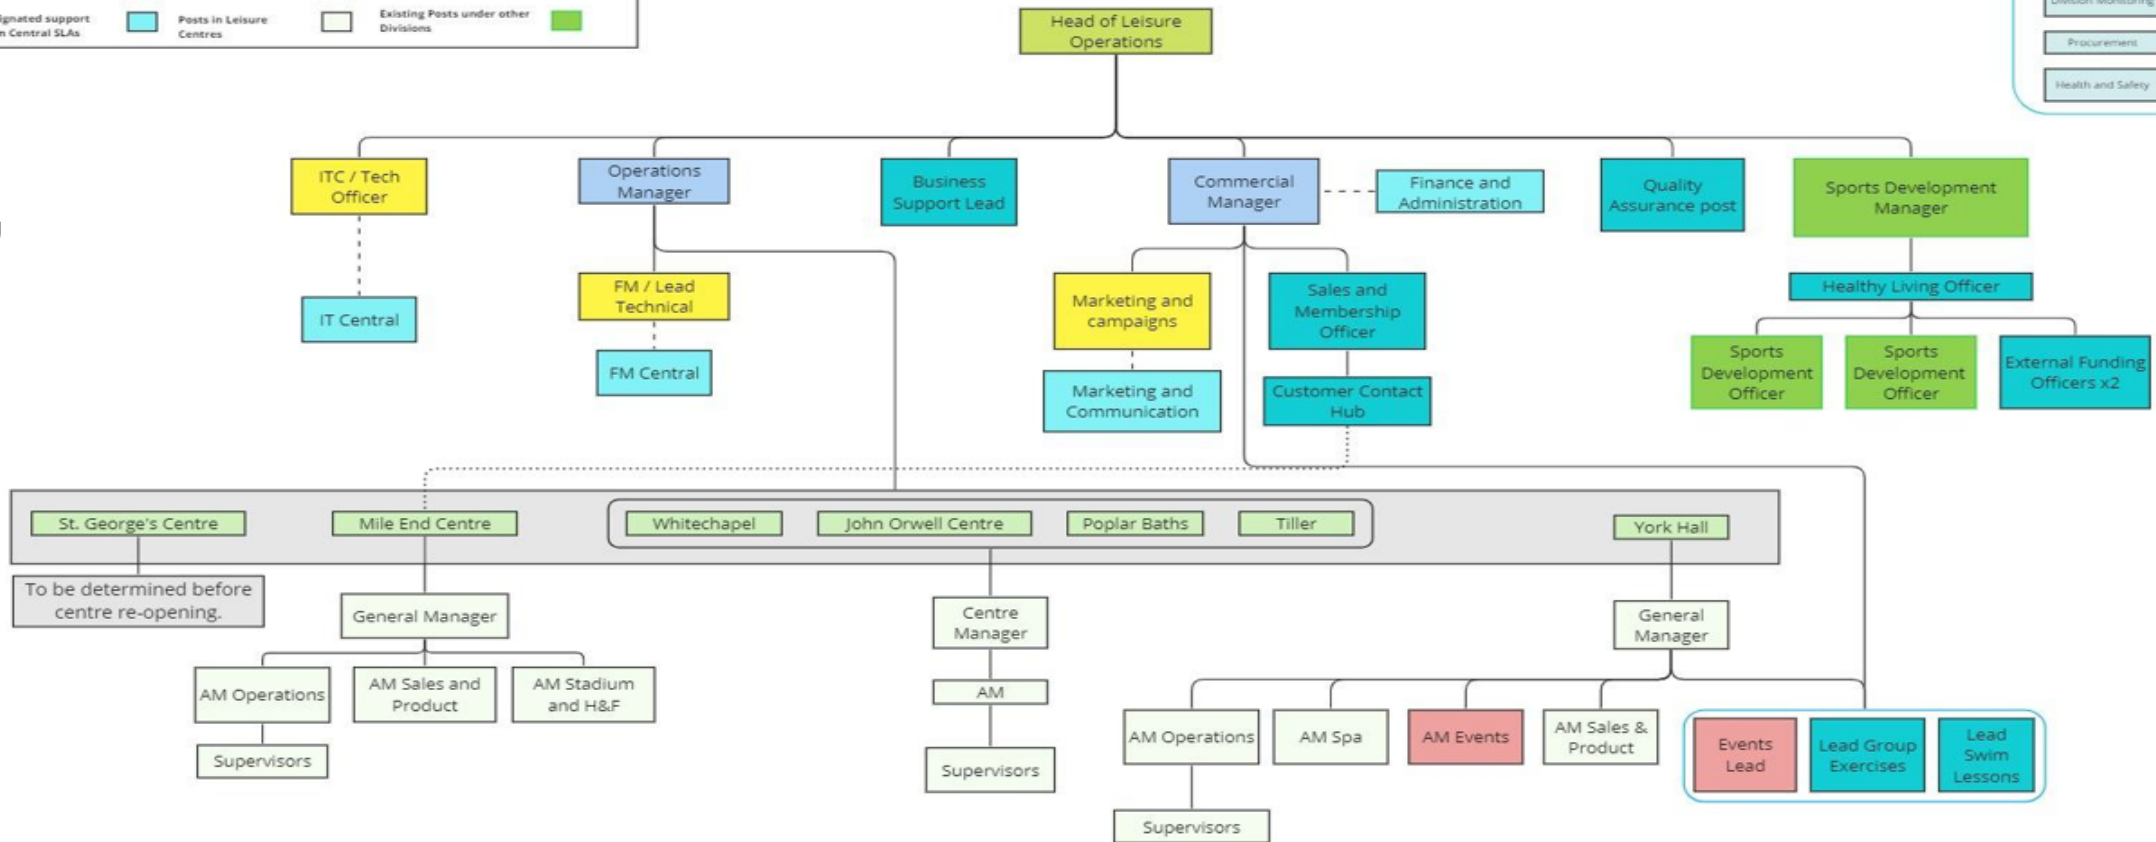 ignated support
n Central SLAs
Posts in Leisure
Centres
Existing Posts under other
Divisions
Division Monitoring
Procurement
Health and Safety
Head of Leisure
Operations
ITC / Tech
Officer
Operations
Manager
Business
Support Lead
Commercial
Manager
Finance and
Administration
Quality
Assurance post
Sports Development
Manager
IT Central
FM / Lead
Technical
FM Central
Marketing and
campaigns
Marketing and
Communication
Sales and
Membership
Officer
Customer Contact
Hub
Healthy Living Officer
Sports
Development
Officer
Sports
Development
Officer
External Funding
Officers x2
St. George's Centre
Mile End Centre
Whitechapel
John Orwell Centre
Poplar Baths
Tiller
York Hall
To be determined before
centre re-opening.
General Manager
AM Operations
AM Sales and
Product
AM Stadium
and H&F
Supervisors
Centre
Manager
AM
Supervisors
General
Manager
AM Operations
AM Spa
AM Events
AM Sales &
Product
Events
Lead
Lead Group
Exercises
Lead
Swim
Lessons
Supervisors